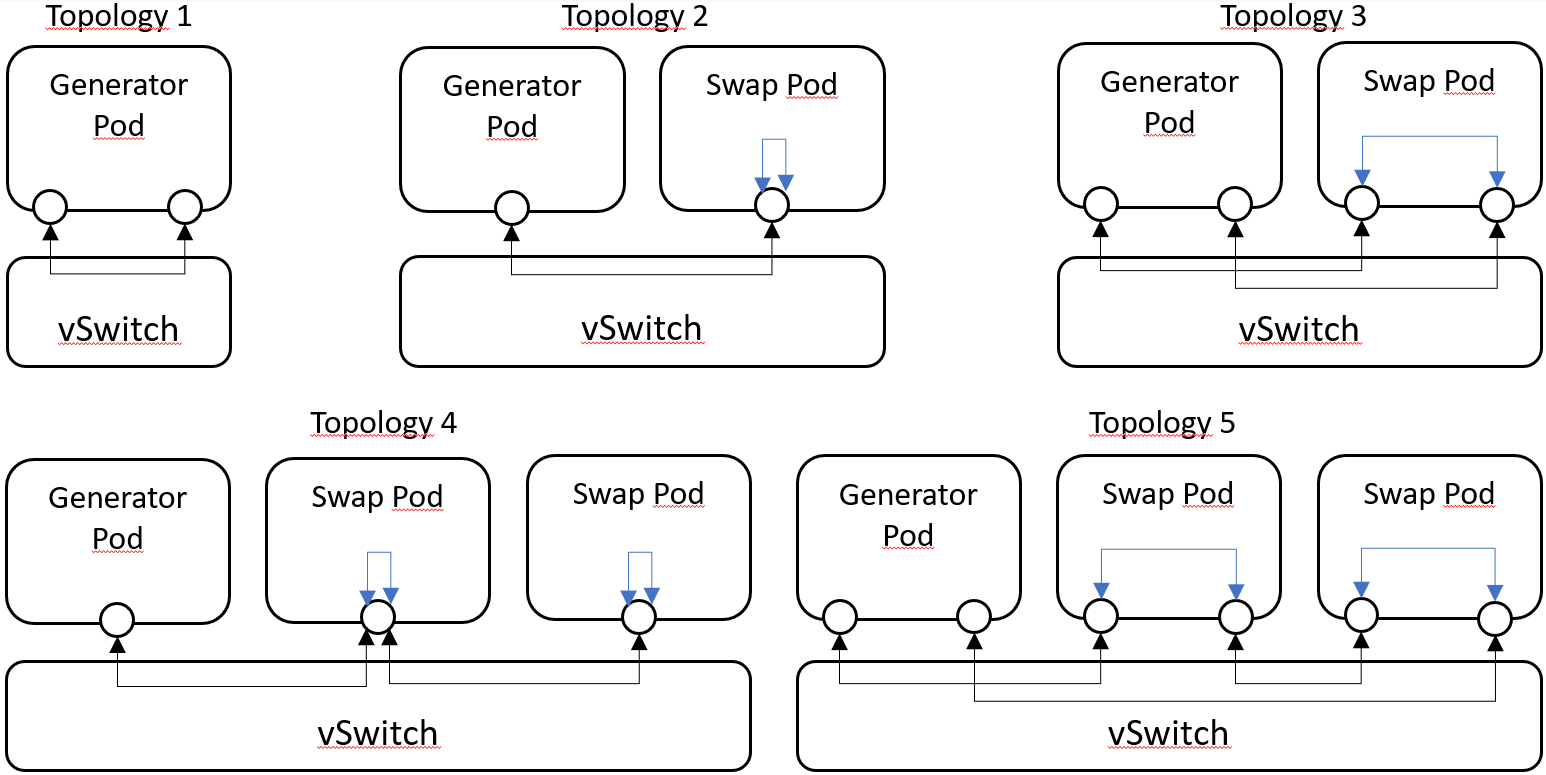 Topology 1
Topology 2
Topology 3
Generator
Pod
Generator
Pod
Swap Pod
Generator
Pod
Swap Pod
vSwitch
vSwitch
vSwitch
Topology 4
Topology 5
Generator
Pod
Swap Pod
Swap Pod
Generator
Pod
Swap Pod
Swap Pod
vSwitch
vSwitch